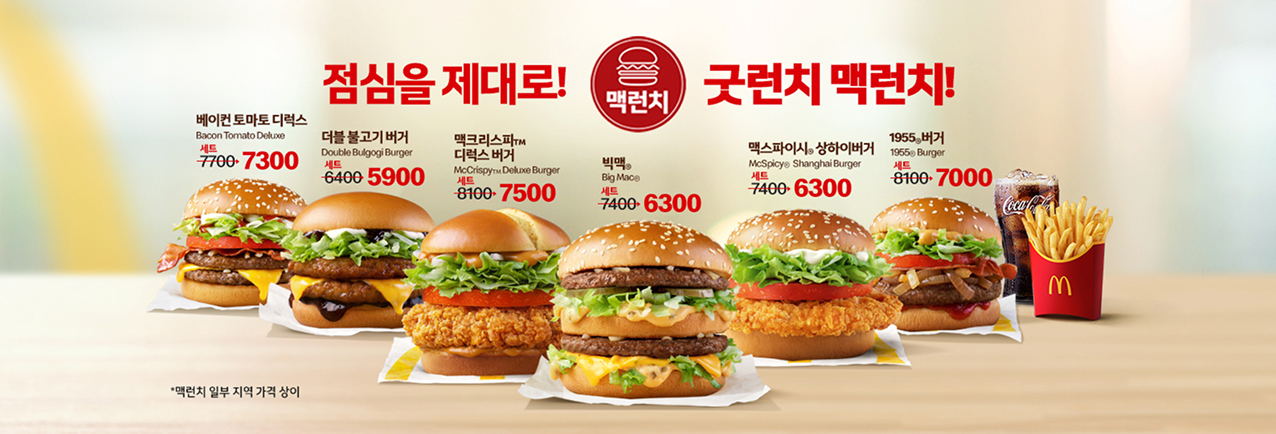 점심을 제대로!
맥런치
굿런치 맥런치!
베이컨 토마토 디럭스
Bacon Tomato Deluxe
세트
7700 7300
더블 불고기 버거
Double Bulgogi Burger
세트
6400 5900
맥크리스피™
디럭스 버거
McCrispy™ Deluxe Burger
세트
8100 7500
빅맥®
Big Mac®
세트
7400 6300
맥스파이시® 상하이버거
McSpicy® Shanghai Burger
세트
7400 6300
1955®버거
1955® Burger
세트
8100 7000
Coca-Cola
*맥런치 일부 지역 가격 상이